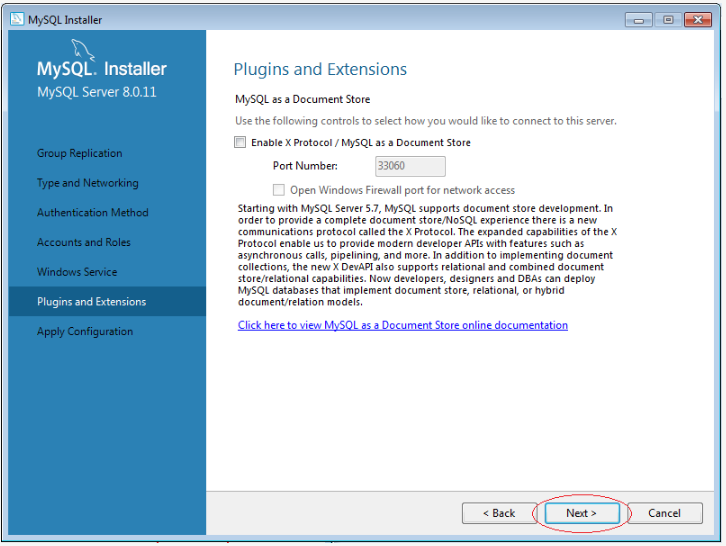 MySQL Installer
MySQL. Installer
MySQL Server 8.0.11
Group Replication
Type and Networking
Authentication Method
Accounts and Roles
Windows Service
Plugins and Extensions
Apply Configuration
Plugins and Extensions
MySQL as a Document Store
Use the following controls to select how you would like to connect to this server.
Enable X Protocol / MySQL as a Document Store
Port Number: 33060
Open Windows Firewall port for network access
Starting with MySQL Server 5.7, MySQL supports document store development. In
order to provide a complete document store/NoSQL experience there is a new
communications protocol called the X Protocol. The expanded capabilities of the X
Protocol enable us to provide modern developer APIs with features such as
asynchronous calls, pipelining, and more. In addition to implementing document
collections, the new X DevAPI also supports relational and combined document
store/relational capabilities. Now developers, designers and DBAs can deploy
MySQL databases that implement document store, relational, or hybrid
document/relation models.
Click here to view MySQL as a Document Store online documentation
< Back Next > Cancel